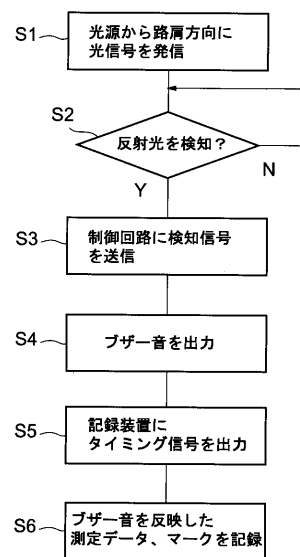 S1
光源から路肩方向に
光信号を発信
S2
反射光を検知？
N
Y
S3
制御回路に検知信号
を送信
S4
ブザー音を出力
S5
記録装置に
タイミング信号を出力
S6
ブザー音を反映した
測定データ、マークを記録